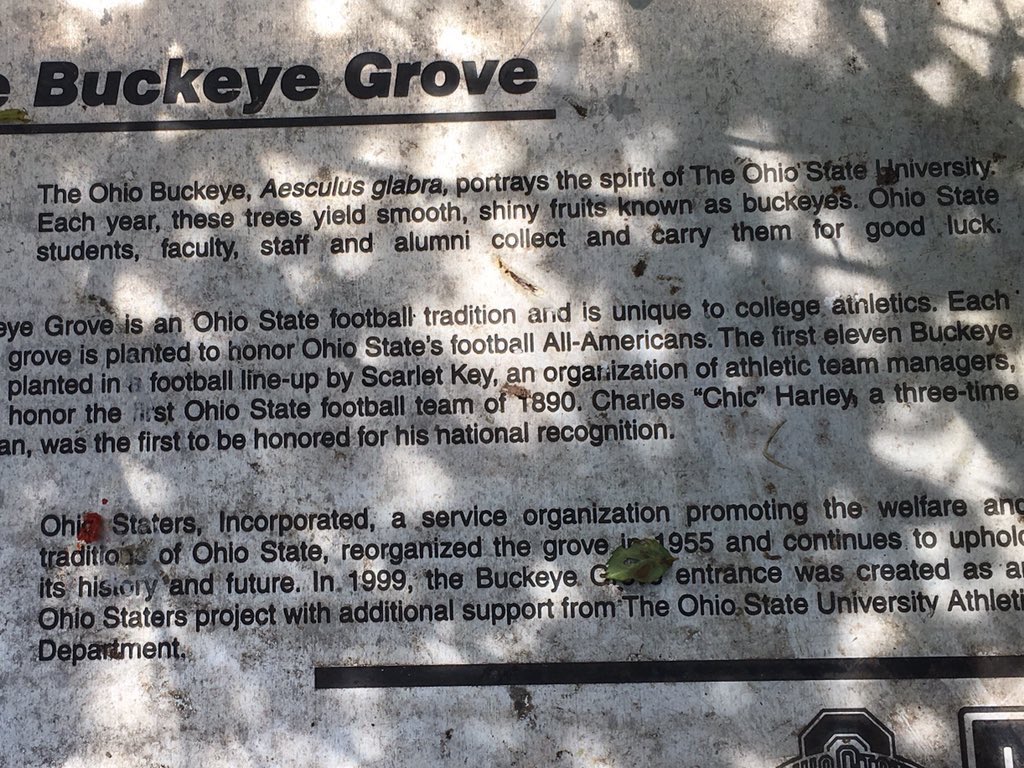 e Buckeye Grove
The Ohio Buckeye, Aesculus glabra, portrays the spirit of The Ohio State University.
Each year, these trees yield smooth, shiny fruits known as buckeyes. Ohio State
students, faculty, staff and alumni collect and carry them for good luck.
eye Grove is an Ohio State football tradition and is unique to college athletics. Each
grove is planted to honor Ohio State's football All-Americans. The first eleven Buckeye
planted in a football line-up by Scarlet Key, an organization of athletic team managers,
honor the first Ohio State football team of 1890. Charles "Chic" Harley, a three-time
an, was the first to be honored for his national recognition.
Ohio Staters, Incorporated, a service organization promoting the welfare and
traditions of Ohio State, reorganized the grove in 1955 and continues to uphold
its history and future. In 1999, the Buckeye G entrance was created as an
Ohio Staters project with additional support from The Ohio State University Athleti
Department.